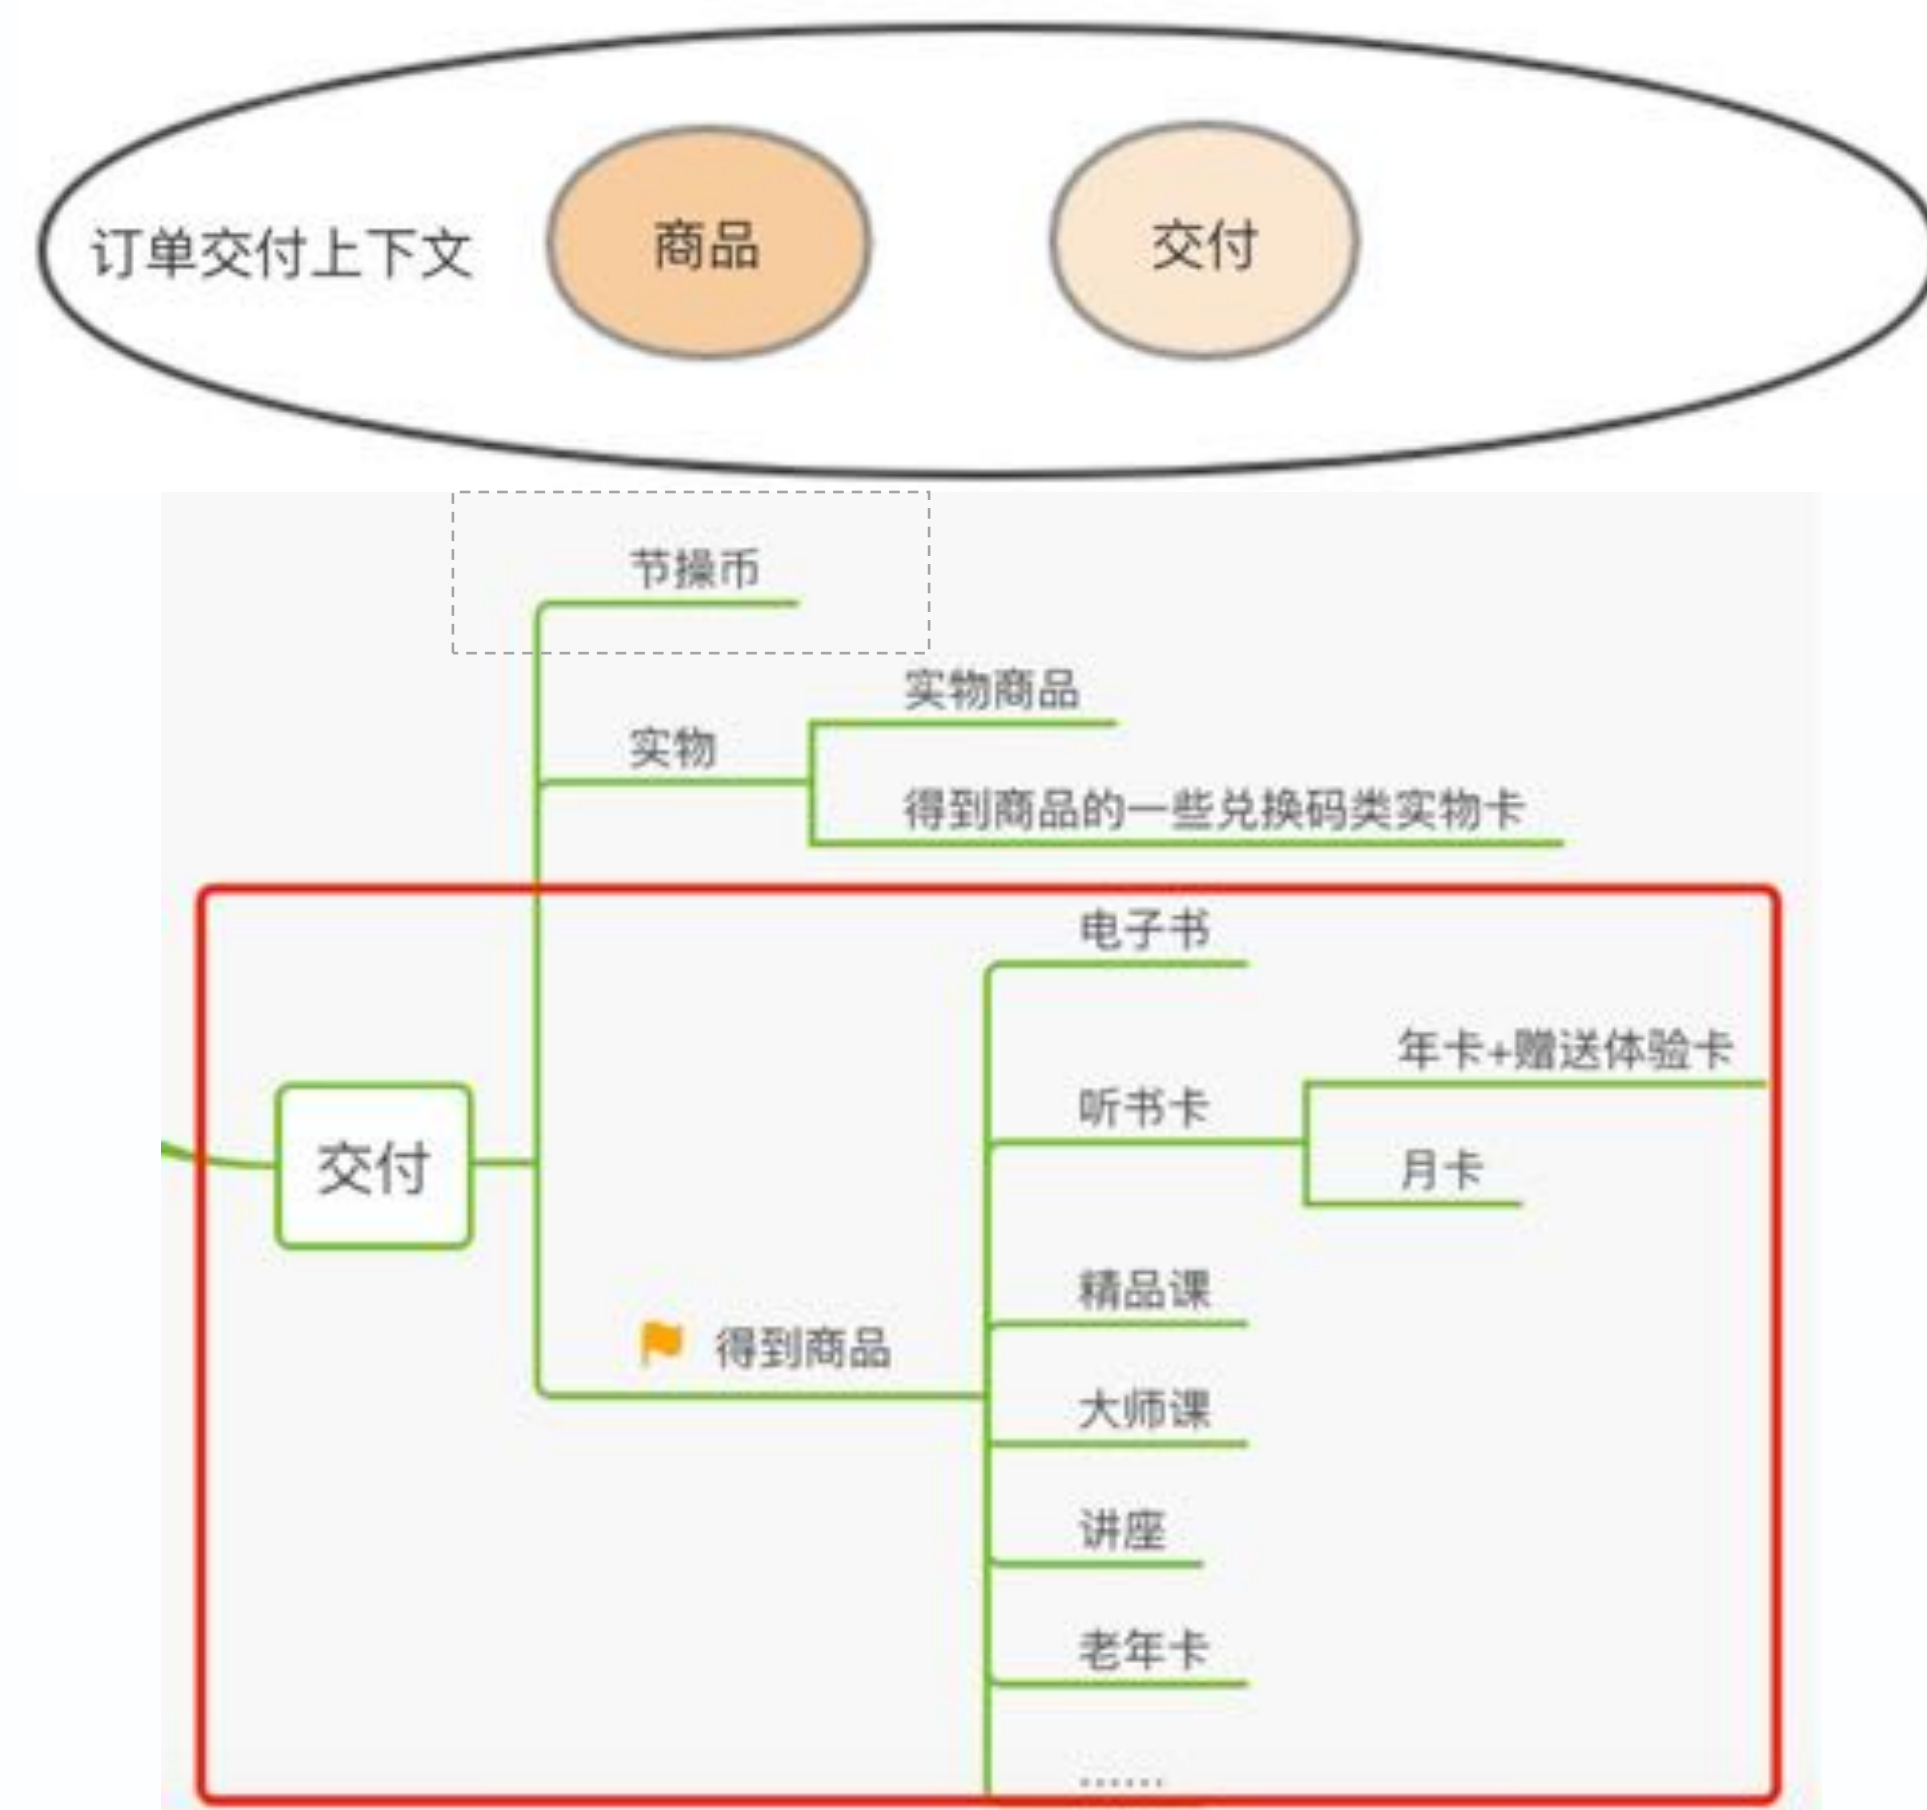 订单交付上下文
商品
交付
节操币
实物商品
实物
得到商品的一些兑换码类实物卡
电子书
年卡+赠送体验卡
听书卡
交付
月卡
精品课
得到商品
大师课
讲座
老年卡
......